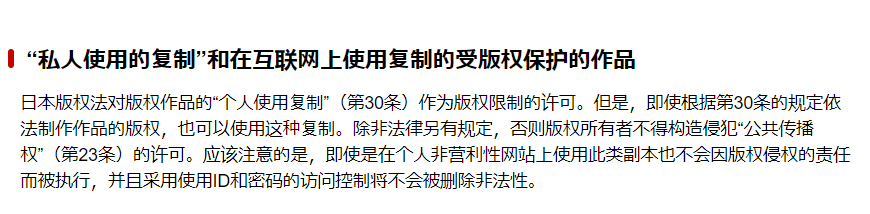 “私人使用的复制”和在互联网上使用复制的受版权保护的作品
日本版权法对版权作品的“个人使用复制”（第30条）作为版权限制的许可。但是，即使根据第30条的规定依
法制作作品的版权，也可以使用这种复制。除非法律另有规定，否则版权所有者不得构造侵犯“公共传播
权”（第23条）的许可。应该注意的是，即使是在个人非营利性网站上使用此类副本也不会因版权侵权的责任
而被执行，并且采用使用ID和密码的访问控制将不会被删除非法性。